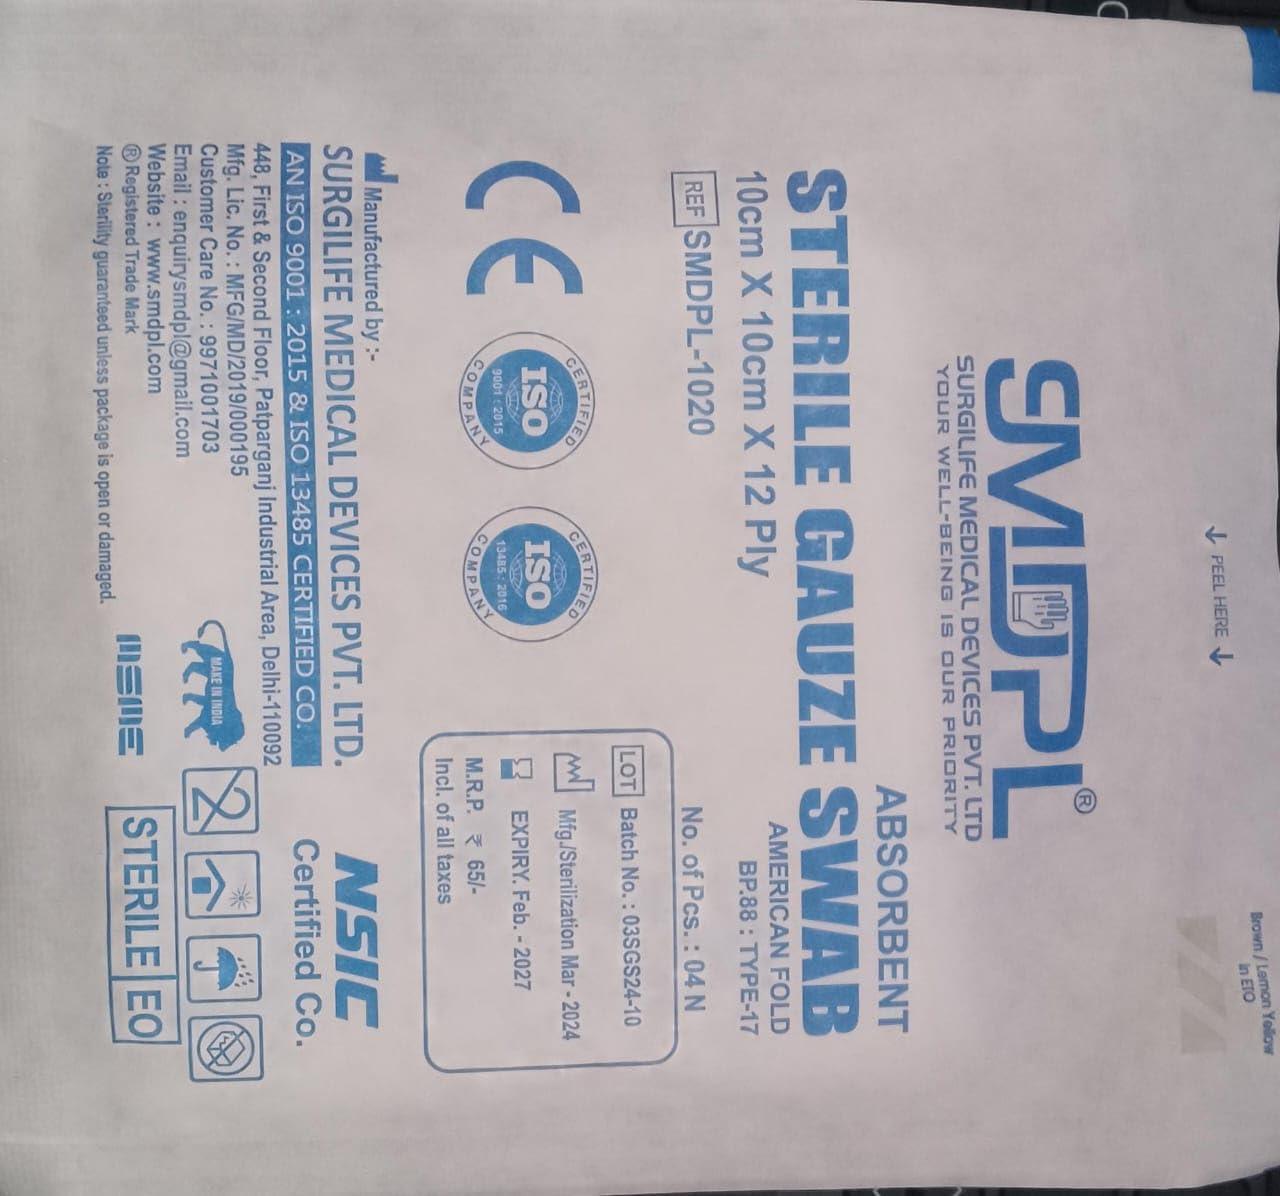 ↓ PEEL HERE ↓
Brown / Lemon Yellow
in ETO
SMDPL®
SURGILIFE MEDICAL DEVICES PVT. LTD
YOUR WELL-BEING IS OUR PRIORITY
ABSORBENT
STERILE GAUZE SWAB
10cm X 10cm X 12 Ply
AMERICAN FOLD
BP.88 : TYPE-17
REF SMDPL-1020
No. of Pcs. : 04 N
CE
CERTIFIED
ISO
9001 : 2015
COMPANY
CERTIFIED
ISO
13485 : 2016
COMPANY
LOT Batch No. : 03SGS24-10
Mfg./Sterilization Mar - 2024
EXPIRY. Feb. - 2027
M.R.P. ₹ 65/-
Incl. of all taxes
Manufactured by :-
SURGILIFE MEDICAL DEVICES PVT. LTD.
AN ISO 9001 : 2015 & ISO 13485 CERTIFIED CO.
448, First & Second Floor, Patparganj Industrial Area, Delhi-110092
Mfg. Lic. No. : MFG/MD/2019/000195
Customer Care No. : 9971001703
Email : enquirysmdpl@gmail.com
Website : www.smdpl.com
® Registered Trade Mark
Note : Sterility guaranteed unless package is open or damaged.
MAKE IN INDIA
MSME
NSIC
Certified Co.
2
STERILE EO